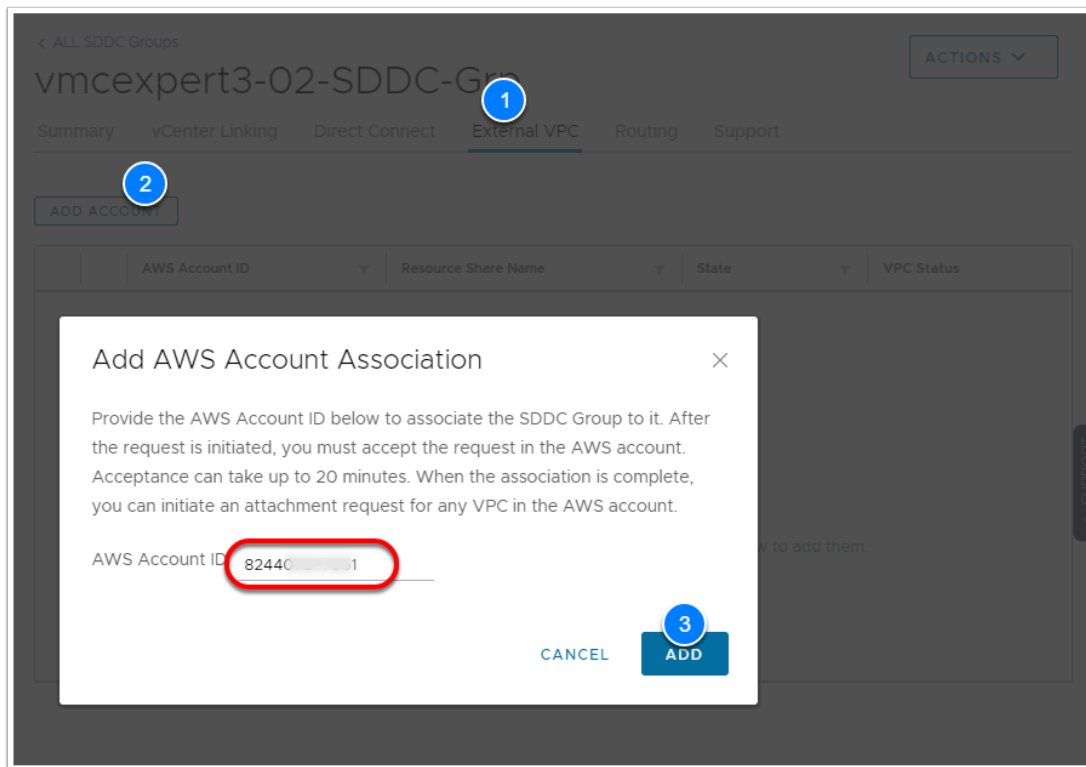 < ALL SDDC Groups
vmcexpert3-02-SDDC-Grp
ACTIONS
1
Summary vCenter Linking Direct Connect External VPC Routing Support
2
ADD ACCOUNT
AWS Account ID Resource Share Name State VPC Status
Add AWS Account Association
Provide the AWS Account ID below to associate the SDDC Group to it. After
the request is initiated, you must accept the request in the AWS account.
Acceptance can take up to 20 minutes. When the association is complete,
you can initiate an attachment request for any VPC in the AWS account.
to add them.
AWS Account ID
3
CANCEL ADD